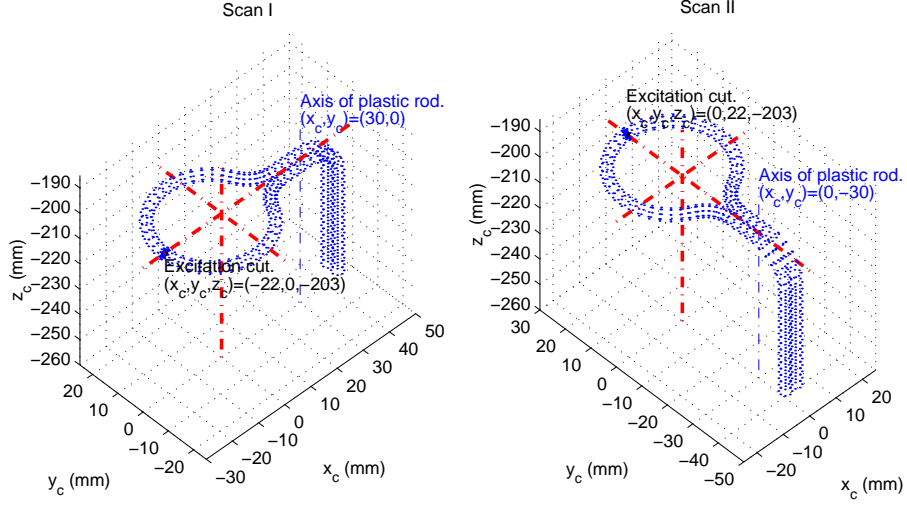 Scan I
Axis of plastic rod.
(x_c,y_c)=(30,0)
−190
−200
−210
−220
−230
−240
−250
−260
z_c (mm)
Excitation cut.
(x_c,y_c,z_c)=(−22,0,−203)
20
10
0
−10
−20
y_c (mm)
−30
−20
−10
0
10
20
30
40
50
x_c (mm)
Scan II
Excitation cut.
(x_c,y_c,z_c)=(0,22,−203)
Axis of plastic rod.
(x_c,y_c)=(0,−30)
−190
−200
−210
−220
−230
−240
−250
−260
z_c (mm)
30
20
10
0
−10
−20
−30
−40
−50
y_c (mm)
−20
−10
0
10
20
x_c (mm)